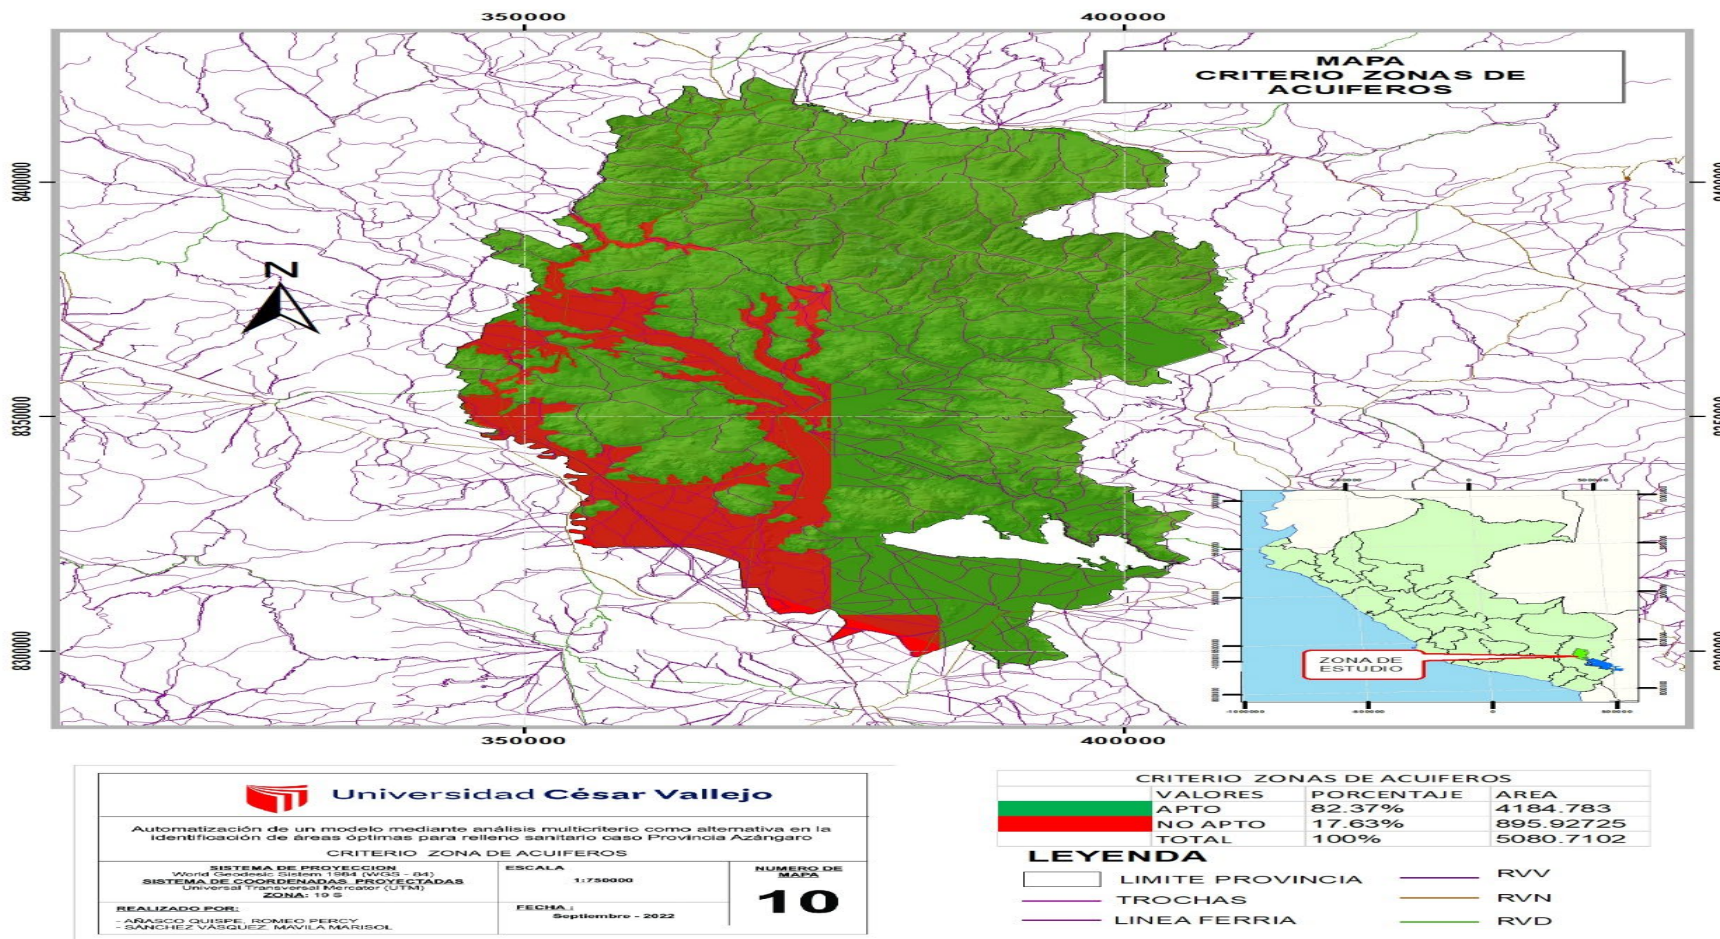 350000
400000
MAPA
CRITERIO ZONAS DE
ACUIFEROS
8400000
8400000
N
8350000
8350000
8300000
8300000
ZONA DE
ESTUDIO
350000
400000
Universidad César Vallejo
Automatización de un modelo mediante análisis multicriterio como alternativa en la
identificación de áreas óptimas para relleno sanitario caso Provincia Azángaro
CRITERIO ZONA DE ACUIFEROS
SISTEMA DE PROYECCION
World Geodesic Sistem 1984 (WGS - 84)
SISTEMA DE COORDENADAS PROYECTADAS
Universal Transversal Mercator (UTM)
ZONA: 19 S
ESCALA
1:750000
NUMERO DE
MAPA
10
REALIZADO POR:
- AÑASCO QUISPE, ROMEO PERCY
- SÁNCHEZ VÁSQUEZ, MAVILA MARISOL
FECHA :
Septiembre - 2022
CRITERIO ZONAS DE ACUIFEROS
VALORES PORCENTAJE AREA
APTO 82.37% 4184.783
NO APTO 17.63% 895.92725
TOTAL 100% 5080.7102
LEYENDA
LIMITE PROVINCIA
TROCHAS
LINEA FERRIA
RVV
RVN
RVD